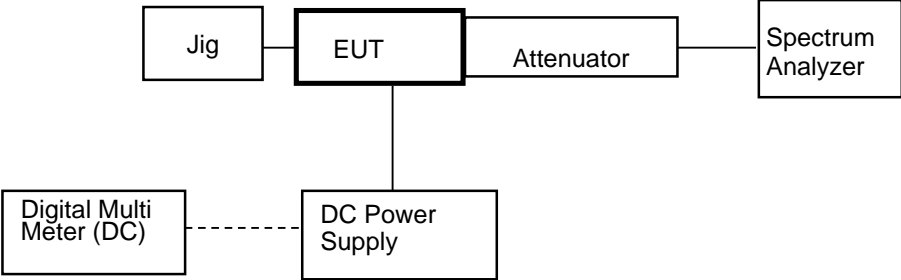 Jig
EUT
Attenuator
Spectrum
Analyzer
Digital Multi
Meter (DC)
DC Power
Supply